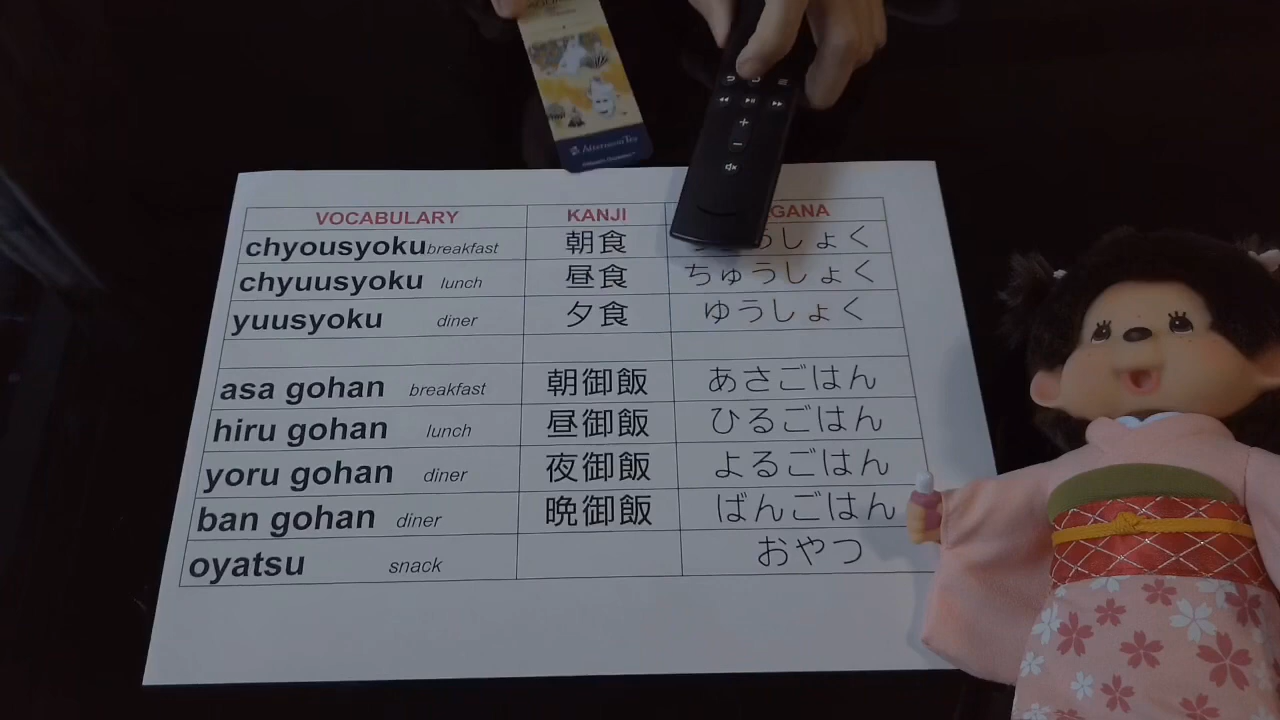 Afternoon Tea
VOCABULARY KANJI GANA
chyousyoku breakfast 朝食 うしょく
chyuusyoku lunch 昼食 ちゅうしょく
yuusyoku diner 夕食 ゆうしょく
asa gohan breakfast 朝御飯 あさごはん
hiru gohan lunch 昼御飯 ひるごはん
yoru gohan diner 夜御飯 よるごはん
ban gohan diner 晩御飯 ばんごはん
oyatsu snack おやつ